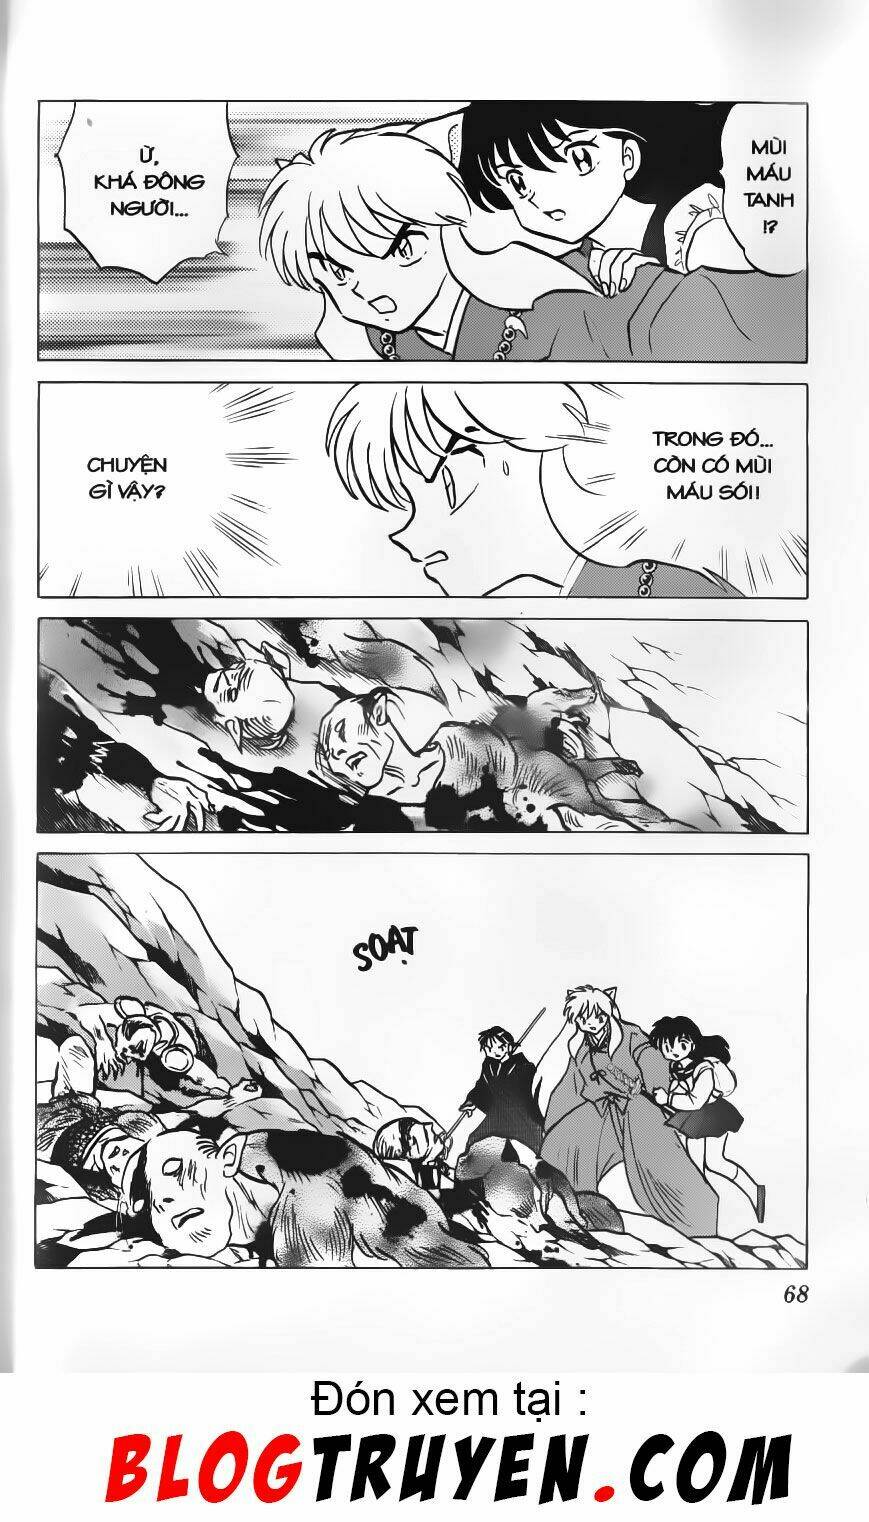 MÙI
MÁU
TANH
!?
Ừ,
KHÁ ĐÔNG
NGƯỜI...
TRONG ĐÓ...
CÒN CÓ MÙI
MÁU SÓI!
CHUYỆN
GÌ VẬY?
SOẠT
68
Đón xem tại :
BLOGTRUYEN.COM